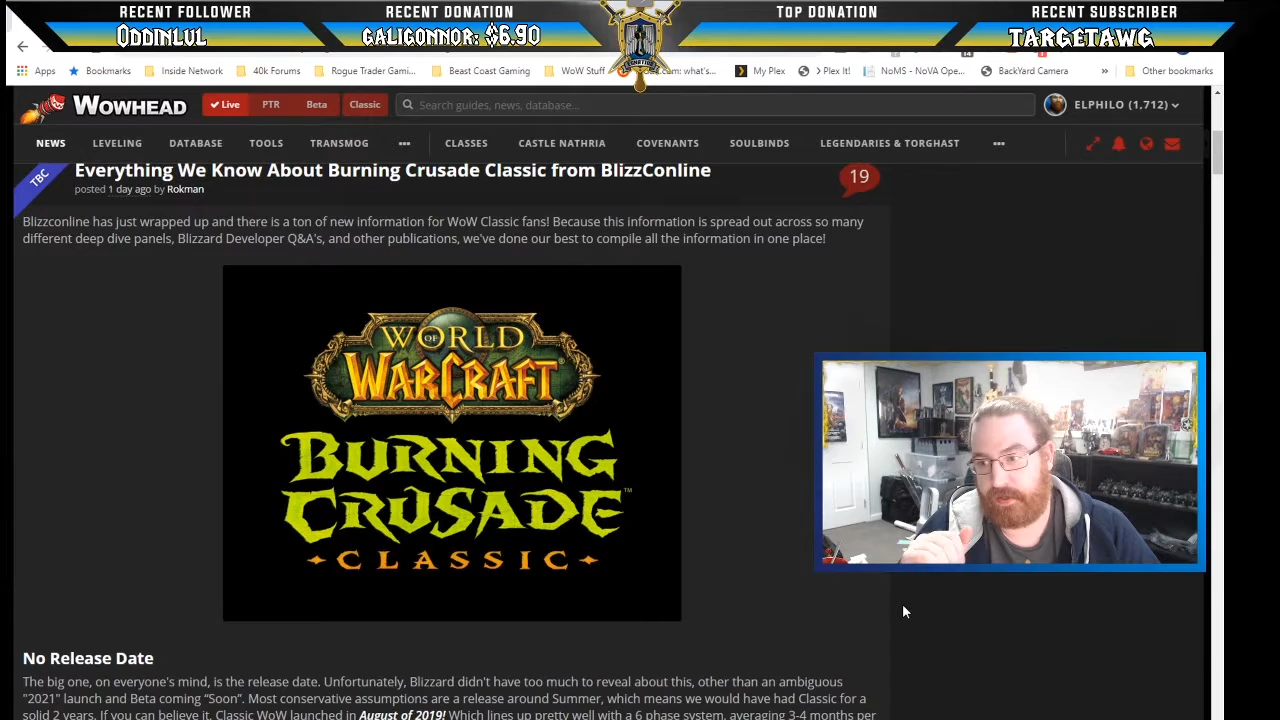 RECENT FOLLOWER
RECENT DONATION
TOP DONATION
RECENT SUBSCRIBER
ODDINLUL
GALIGONNOR: $6.90
TARGETAWG
Apps
Bookmarks
Inside Network
40k Forums
Rogue Trader Gami...
Beast Coast Gaming
WoW Stuff
.com: what's...
My Plex
> Plex It!
NoMS - NoVA Ope...
BackYard Camera
»
Other bookmarks
WOWHEAD
Live
PTR
Beta
Classic
Search guides, news, database...
ELPHILO (1,712)
NEWS
LEVELING
DATABASE
TOOLS
TRANSMOG
CLASSES
CASTLE NATHRIA
COVENANTS
SOULBINDS
LEGENDARIES & TORGHAST
TBC
Everything We Know About Burning Crusade Classic from BlizzConline
19
posted 1 day ago by Rokman
Blizzconline has just wrapped up and there is a ton of new information for WoW Classic fans! Because this information is spread out across so many
different deep dive panels, Blizzard Developer Q&A's, and other publications, we've done our best to compile all the information in one place!
WORLD
OF
WARCRAFT
BURNING
CRUSADE™
CLASSIC
No Release Date
The big one, on everyone's mind, is the release date. Unfortunately, Blizzard didn't have too much to reveal about this, other than an ambiguous
"2021" launch and Beta coming “Soon”. Most conservative assumptions are a release around Summer, which means we would have had Classic for a
solid 2 years. If you can believe it, Classic WoW launched in August of 2019! Which lines up pretty well with a 6 phase system, averaging 3-4 months per